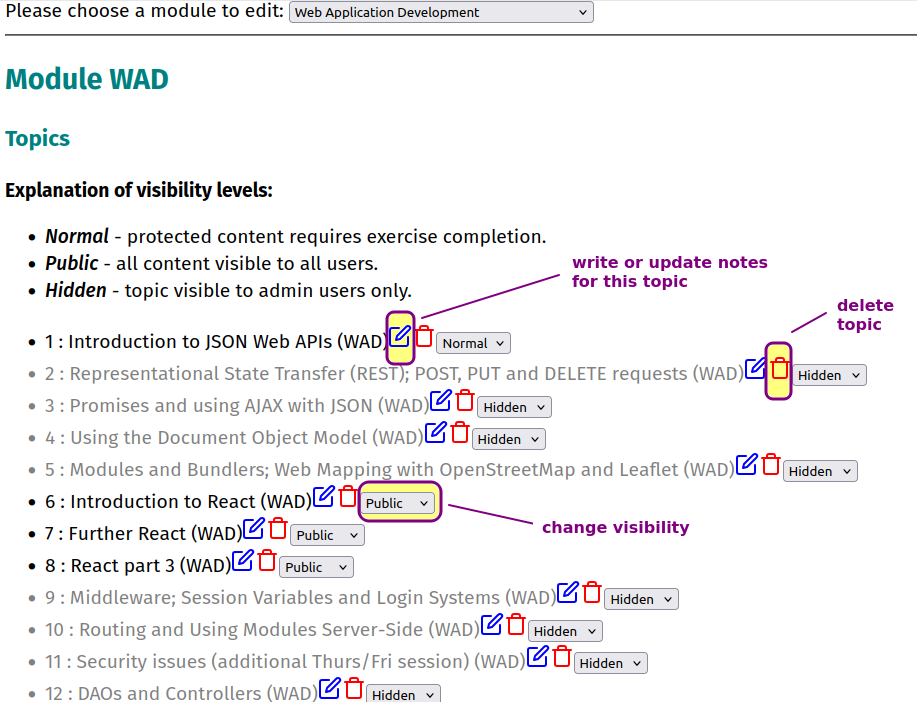 Please choose a module to edit: Web Application Development
Module WAD
Topics
Explanation of visibility levels:
Normal - protected content requires exercise completion.
Public - all content visible to all users.
Hidden - topic visible to admin users only.
write or update notes
for this topic
delete
topic
1 : Introduction to JSON Web APIs (WAD) Normal
2 : Representational State Transfer (REST); POST, PUT and DELETE requests (WAD) Hidden
3 : Promises and using AJAX with JSON (WAD) Hidden
4 : Using the Document Object Model (WAD) Hidden
5 : Modules and Bundlers; Web Mapping with OpenStreetMap and Leaflet (WAD) Hidden
6 : Introduction to React (WAD) Public
change visibility
7 : Further React (WAD) Public
8 : React part 3 (WAD) Public
9 : Middleware; Session Variables and Login Systems (WAD) Hidden
10 : Routing and Using Modules Server-Side (WAD) Hidden
11 : Security issues (additional Thurs/Fri session) (WAD) Hidden
12 : DAOs and Controllers (WAD) Hidden